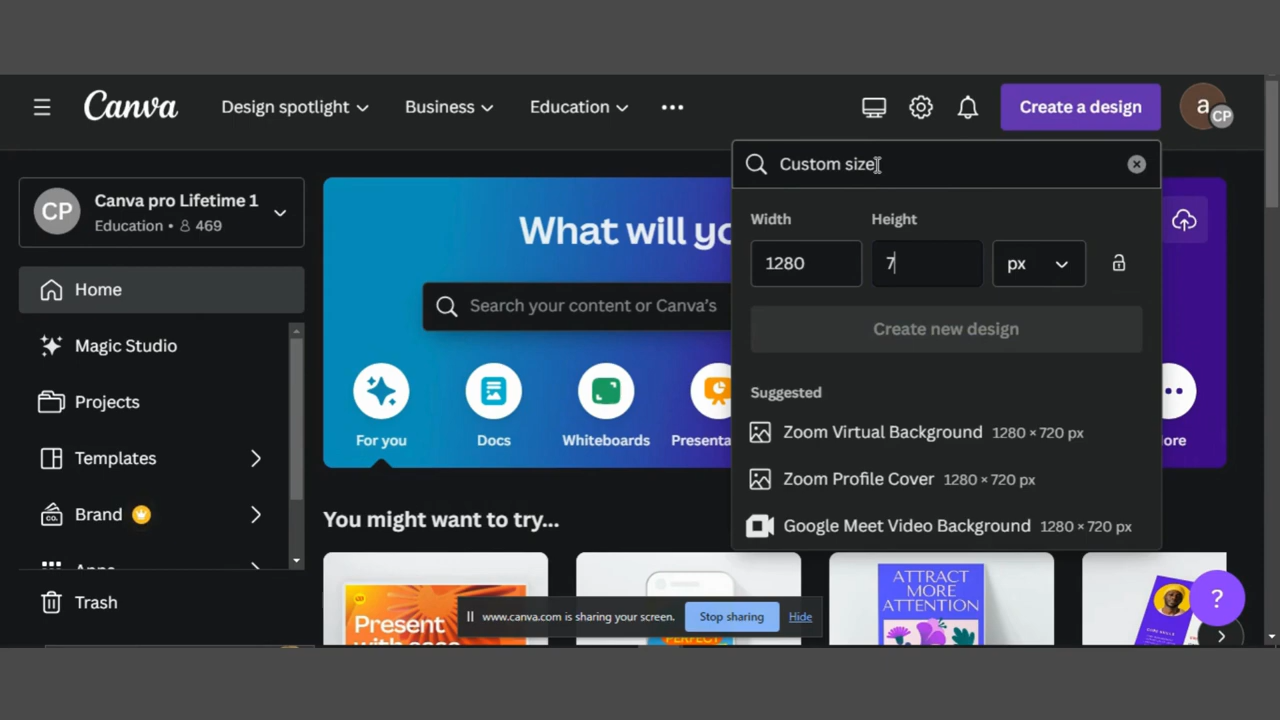 Canva
Design spotlight
Business
Education
Create a design
a
CP
CP
Canva pro Lifetime 1
Education • 469
Home
Magic Studio
Projects
Templates
Brand
CO.
Trash
What will yo
Search your content or Canva's
For you
Docs
Whiteboards
Presenta
ore
You might want to try...
Custom size
Width
Height
1280
7
px
Create new design
Suggested
Zoom Virtual Background 1280 × 720 px
Zoom Profile Cover 1280 × 720 px
Google Meet Video Background 1280 × 720 px
Present
ATTRACT
MORE
ATTENTION
www.canva.com is sharing your screen.
Stop sharing
Hide
?